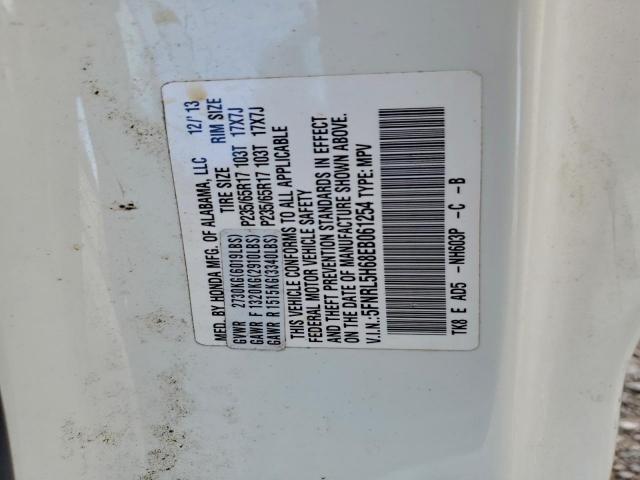 MFD. BY HONDA MFG. OF ALABAMA, LLC 12/'13
TIRE SIZE RIM SIZE
GVWR 2730KG(6019LBS)
GAWR F 1320KG(2910LBS) P235/65R17 103T 17X7J
GAWR R 1515KG(3340LBS) P235/65R17 103T 17X7J
THIS VEHICLE CONFORMS TO ALL APPLICABLE
FEDERAL MOTOR VEHICLE SAFETY
AND THEFT PREVENTION STANDARDS IN EFFECT
ON THE DATE OF MANUFACTURE SHOWN ABOVE.
V.I.N.:5FNRL5H68EB061254 TYPE: MPV
TK8 E AD5 -NH603P -C -B